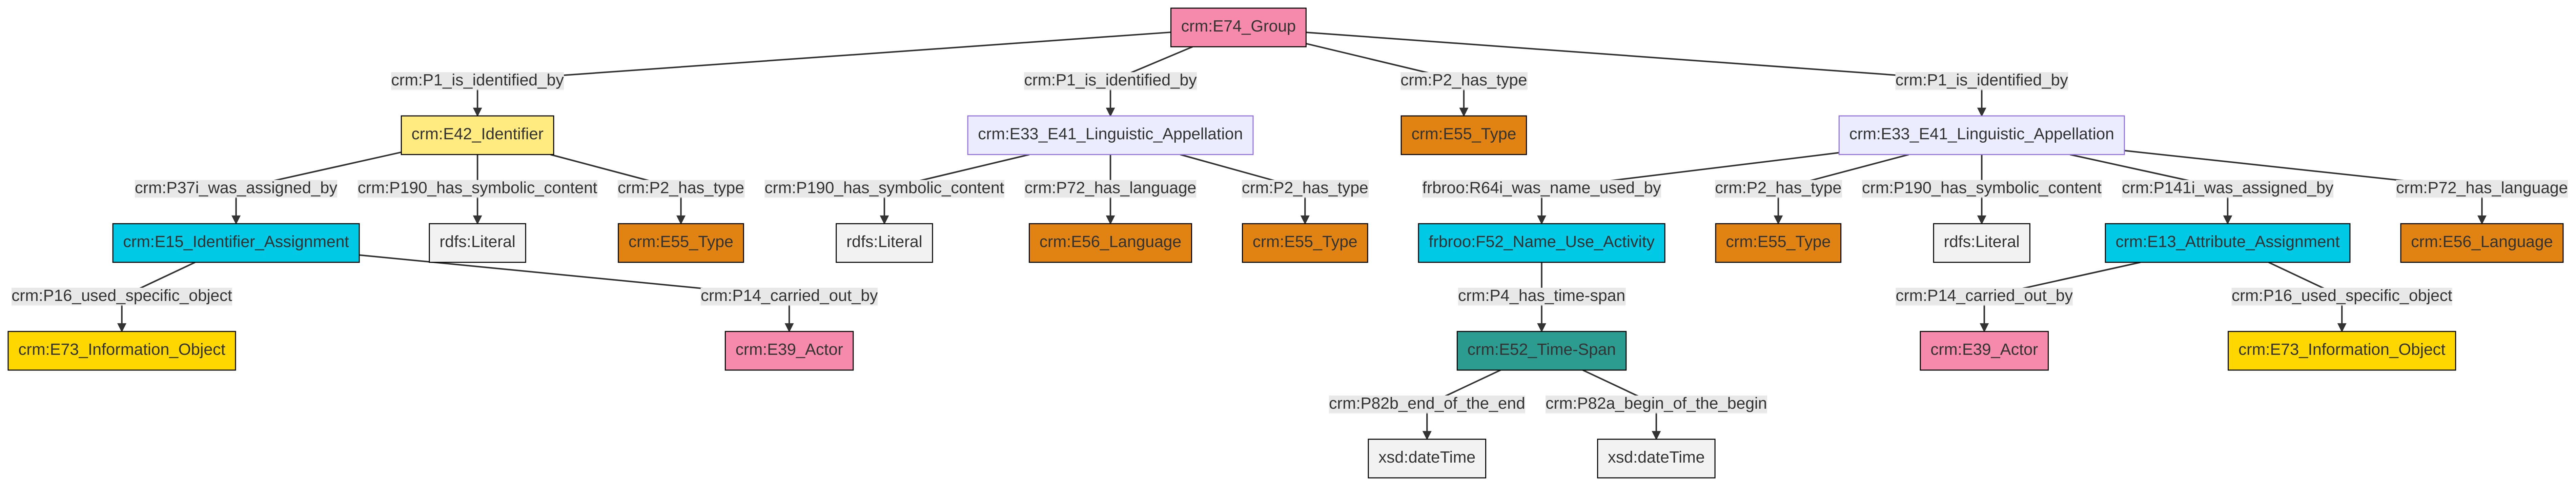 crm:E74_Group
crm:P1_is_identified_by
crm:P1_is_identified_by
crm:P2_has_type
crm:P1_is_identified_by
crm:E42_Identifier
crm:E33_E41_Linguistic_Appellation
crm:E55_Type
crm:E33_E41_Linguistic_Appellation
crm:P37i_was_assigned_by
crm:P190_has_symbolic_content
crm:P2_has_type
crm:P190_has_symbolic_content
crm:P72_has_language
crm:P2_has_type
frbroo:R64i_was_name_used_by
crm:P2_has_type
crm:P190_has_symbolic_content
crm:P141i_was_assigned_by
crm:P72_has_language
crm:E15_Identifier_Assignment
rdfs:Literal
crm:E55_Type
rdfs:Literal
crm:E56_Language
crm:E55_Type
frbroo:F52_Name_Use_Activity
crm:E55_Type
rdfs:Literal
crm:E13_Attribute_Assignment
crm:E56_Language
crm:P16_used_specific_object
crm:P14_carried_out_by
crm:P4_has_time-span
crm:P14_carried_out_by
crm:P16_used_specific_object
crm:E73_Information_Object
crm:E39_Actor
crm:E52_Time-Span
crm:E39_Actor
crm:E73_Information_Object
crm:P82b_end_of_the_end
crm:P82a_begin_of_the_begin
xsd:dateTime
xsd:dateTime